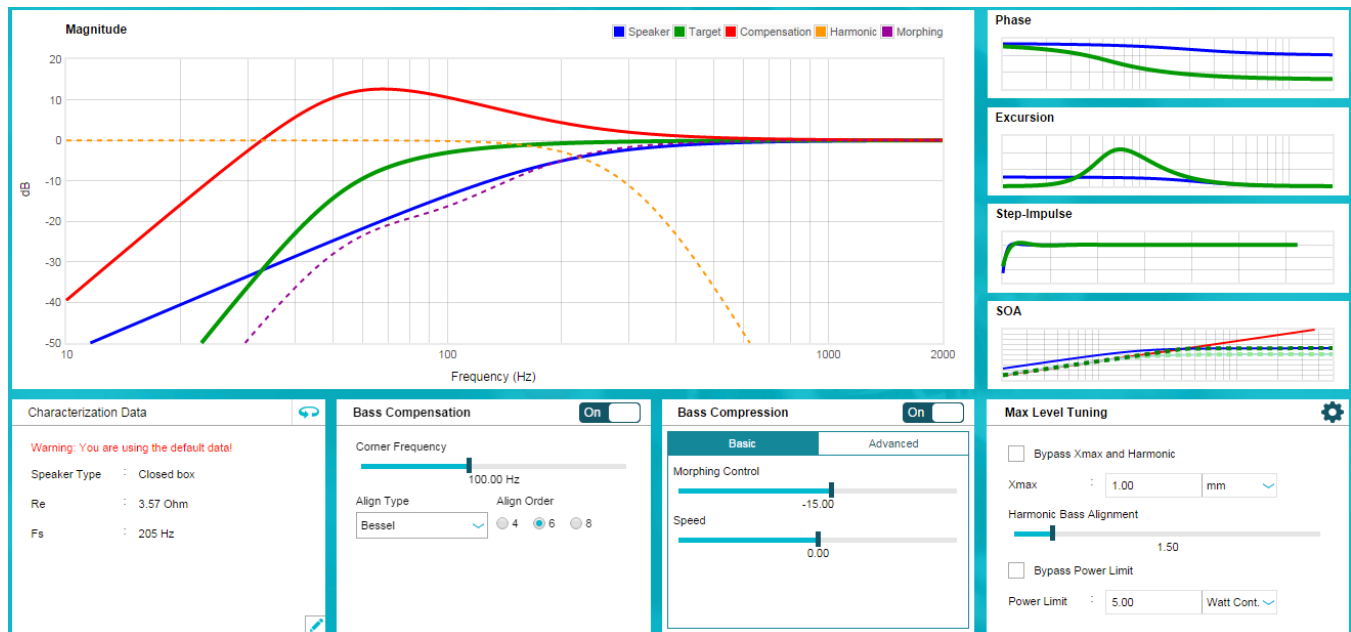 Magnitude
Speaker Target Compensation Harmonic Morphing
20
10
0
-10
-20
-30
-40
-50
dB
10 100 1000 2000
Frequency (Hz)
Phase
Excursion
Step-Impulse
SOA
Characterization Data
Warning: You are using the default data!
Speaker Type : Closed box
Re : 3.57 Ohm
Fs : 205 Hz
Bass Compensation On
Corner Frequency
100.00 Hz
Align Type Align Order
Bessel 4 6 8
Bass Compression On
Basic Advanced
Morphing Control
-15.00
Speed
0.00
Max Level Tuning
Bypass Xmax and Harmonic
Xmax : 1.00 mm
Harmonic Bass Alignment
1.50
Bypass Power Limit
Power Limit : 5.00 Watt Cont.